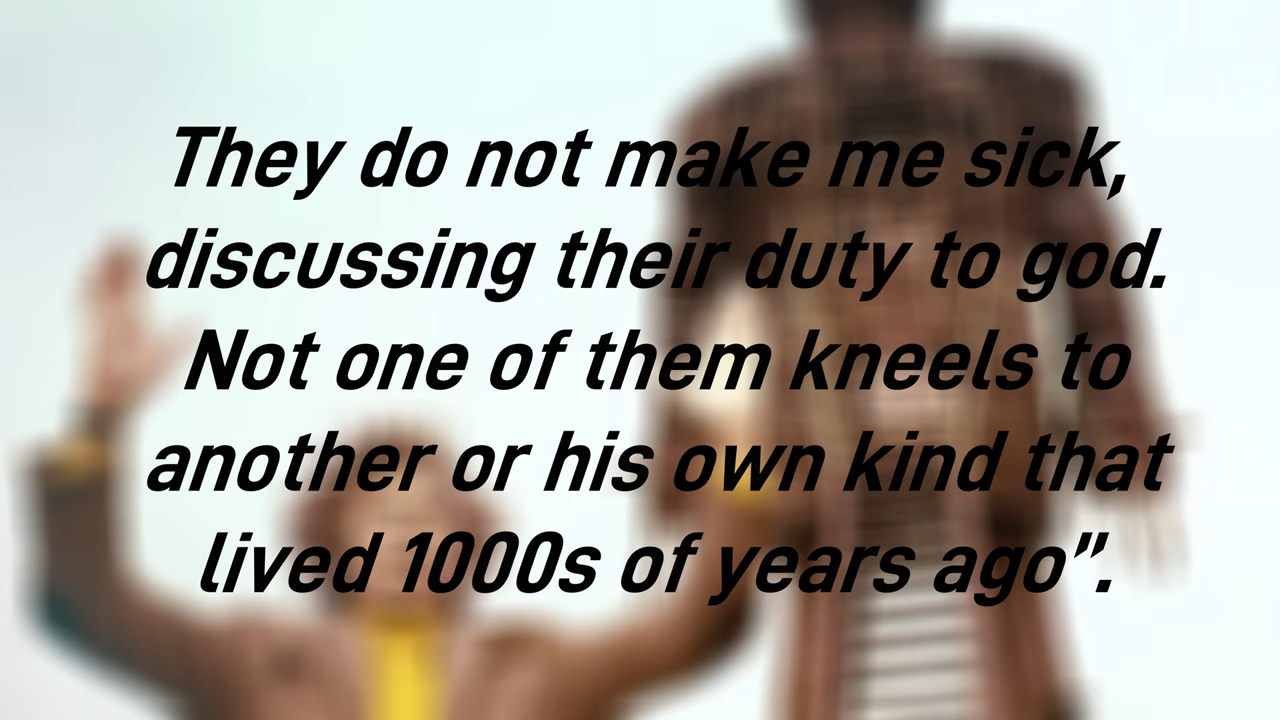 They do not make me sick,
discussing their duty to god.
Not one of them kneels to
another or his own kind that
lived 1000s of years ago”.